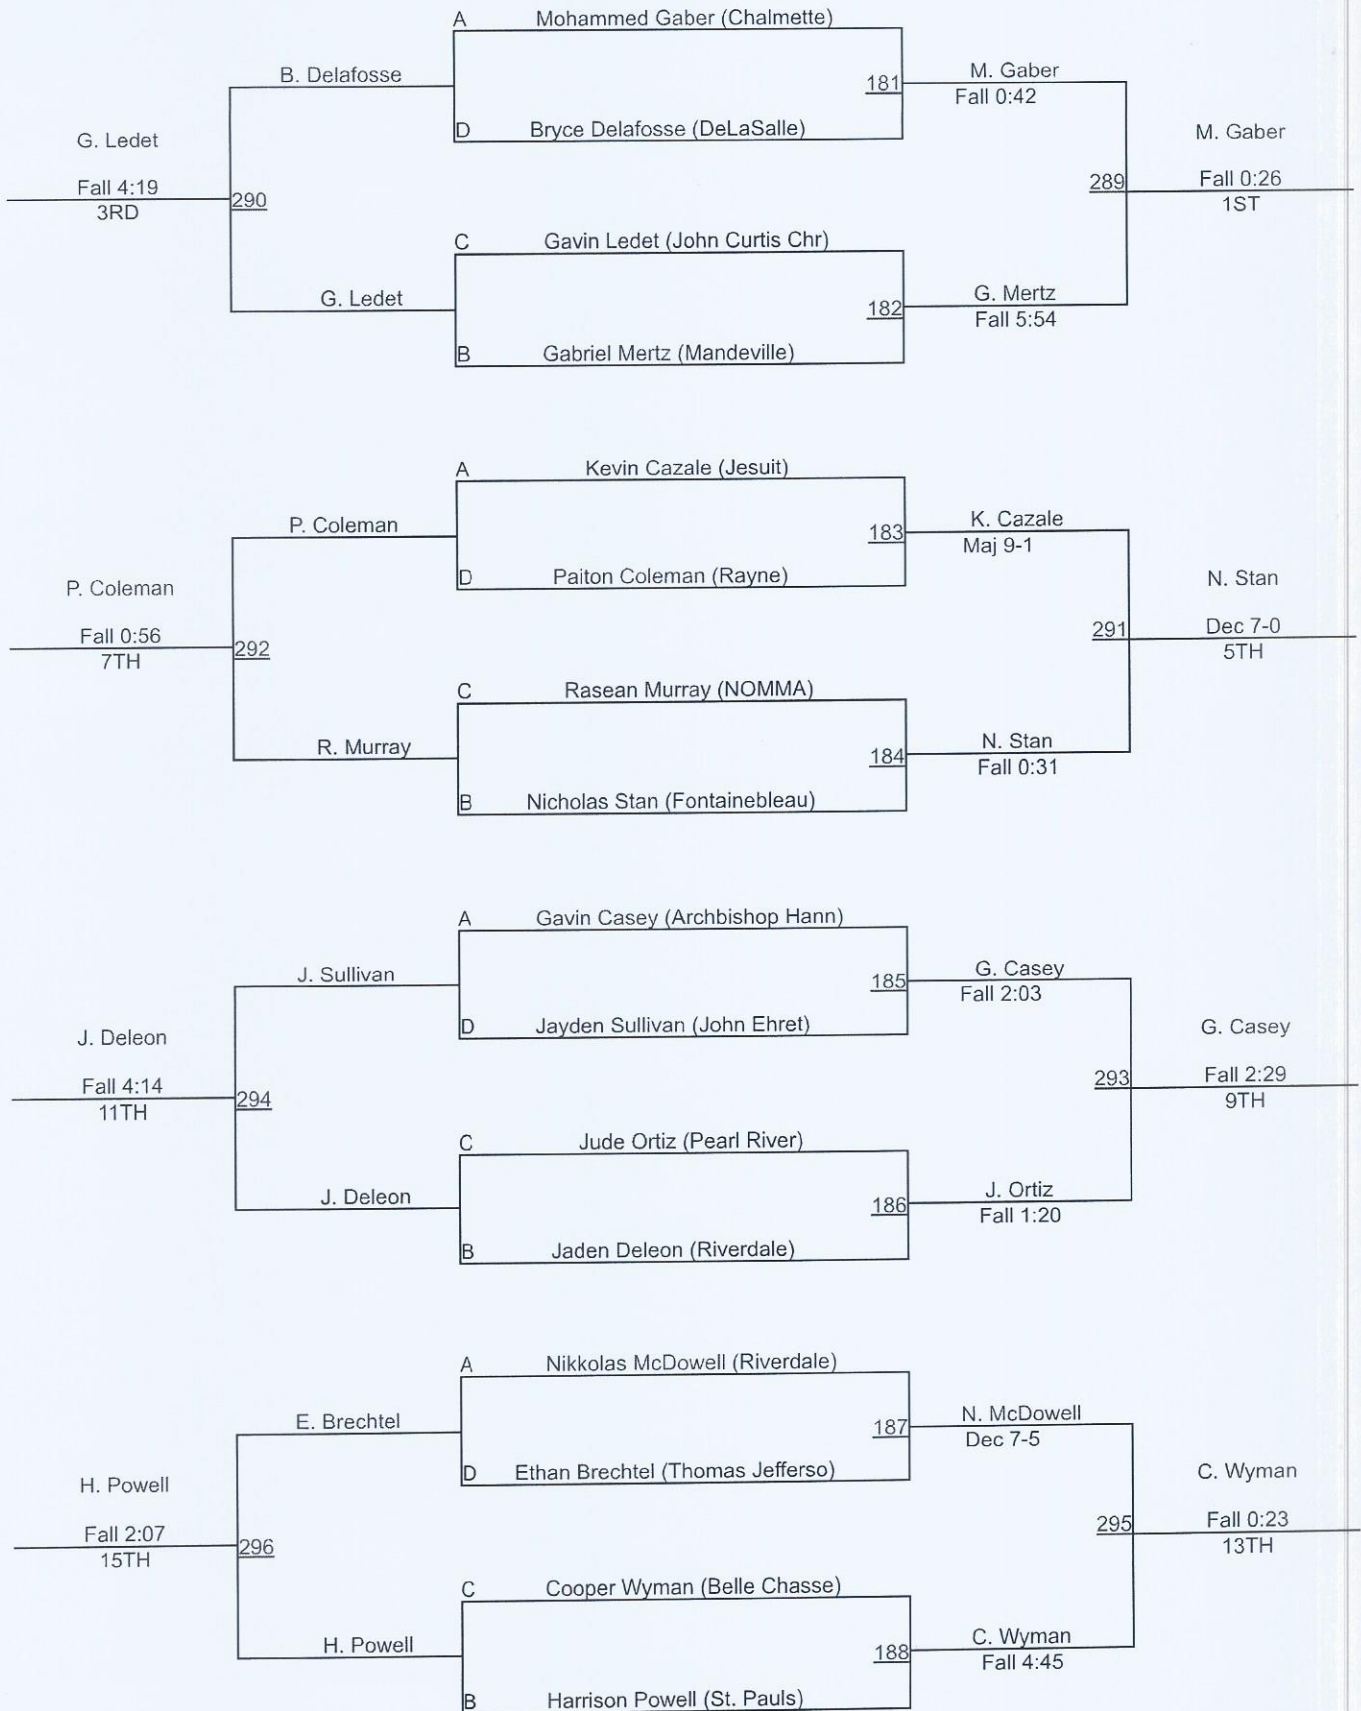 A Mohammed Gaber (Chalmette)
B. Delafosse
181 M. Gaber
Fall 0:42
D Bryce Delafosse (DeLaSalle)
G. Ledet
M. Gaber
Fall 4:19
3RD
290
289
Fall 0:26
1ST
C Gavin Ledet (John Curtis Chr)
G. Ledet
182 G. Mertz
Fall 5:54
B Gabriel Mertz (Mandeville)
A Kevin Cazale (Jesuit)
P. Coleman
183 K. Cazale
Maj 9-1
D Paiton Coleman (Rayne)
P. Coleman
N. Stan
Fall 0:56
7TH
292
291
Dec 7-0
5TH
C Rasean Murray (NOMMA)
R. Murray
184 N. Stan
Fall 0:31
B Nicholas Stan (Fontainebleau)
A Gavin Casey (Archbishop Hann)
J. Sullivan
185 G. Casey
Fall 2:03
D Jayden Sullivan (John Ehret)
J. Deleon
G. Casey
Fall 4:14
11TH
294
293
Fall 2:29
9TH
C Jude Ortiz (Pearl River)
J. Deleon
186 J. Ortiz
Fall 1:20
B Jaden Deleon (Riverdale)
A Nikkolas McDowell (Riverdale)
E. Brechtel
187 N. McDowell
Dec 7-5
D Ethan Brechtel (Thomas Jefferso)
H. Powell
C. Wyman
Fall 2:07
15TH
296
295
Fall 0:23
13TH
C Cooper Wyman (Belle Chasse)
H. Powell
188 C. Wyman
Fall 4:45
B Harrison Powell (St. Pauls)